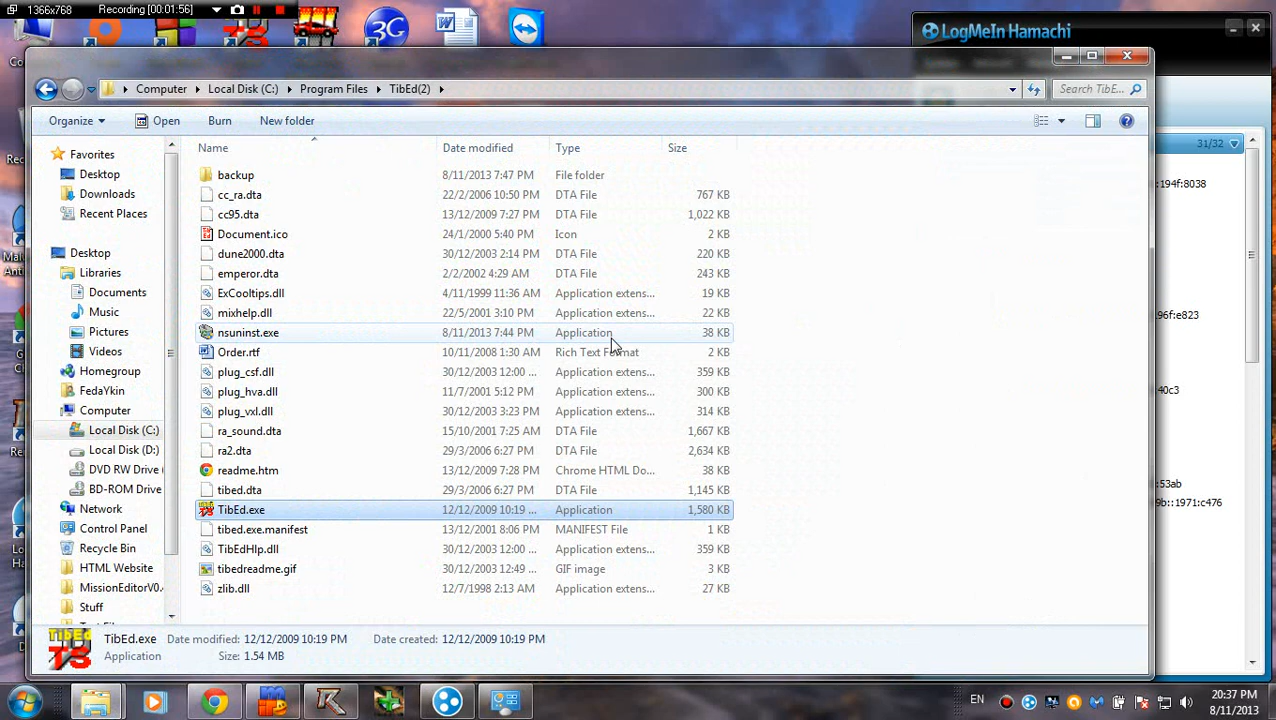 1366x768 Recording [00:01:56]
LogMeIn Hamachi
Computer Local Disk (C:) Program Files TibEd(2) Search TibE...
Organize Open Burn New folder
Name Date modified Type Size
31/32
Favorites
Desktop
Downloads
Recent Places
Desktop
Libraries
Documents
Music
Pictures
Videos
Homegroup
FedaYkin
Computer
Local Disk (C:)
Local Disk (D:)
DVD RW Drive (
BD-ROM Drive
Network
Control Panel
Recycle Bin
HTML Website
MissionEditorV0.
Stuff
backup 8/11/2013 7:47 PM File folder
cc_ra.dta 22/2/2006 10:50 PM DTA File 767 KB
cc95.dta 13/12/2009 7:27 PM DTA File 1,022 KB
Document.ico 24/1/2000 5:40 PM Icon 2 KB
dune2000.dta 30/12/2003 2:14 PM DTA File 220 KB
emperor.dta 2/2/2002 4:29 AM DTA File 243 KB
ExCooltips.dll 4/11/1999 11:36 AM Application extens... 19 KB
mixhelp.dll 22/5/2001 3:10 PM Application extens... 22 KB
nsuninst.exe 8/11/2013 7:44 PM Application 38 KB
Order.rtf 10/11/2008 1:30 AM Rich Text Format 2 KB
plug_csf.dll 30/12/2003 12:00 ... Application extens... 359 KB
plug_hva.dll 11/7/2001 5:12 PM Application extens... 300 KB
plug_vxl.dll 30/12/2003 3:23 PM Application extens... 314 KB
ra_sound.dta 15/10/2001 7:25 AM DTA File 1,667 KB
ra2.dta 29/3/2006 6:27 PM DTA File 2,634 KB
readme.htm 13/12/2009 7:28 PM Chrome HTML Do... 38 KB
tibed.dta 29/3/2006 6:27 PM DTA File 1,145 KB
TibEd.exe 12/12/2009 10:19 ... Application 1,580 KB
tibed.exe.manifest 13/12/2001 8:06 PM MANIFEST File 1 KB
TibEdHlp.dll 30/12/2003 12:00 ... Application extens... 359 KB
tibedreadme.gif 30/12/2003 12:49 ... GIF image 3 KB
zlib.dll 12/7/1998 2:13 AM Application extens... 27 KB
:194f:8038
:96f:e823
40c3
:53ab
9b::1971:c476
TibEd.exe Date modified: 12/12/2009 10:19 PM Date created: 12/12/2009 10:19 PM
Application Size: 1.54 MB
EN 20:37 PM
8/11/2013